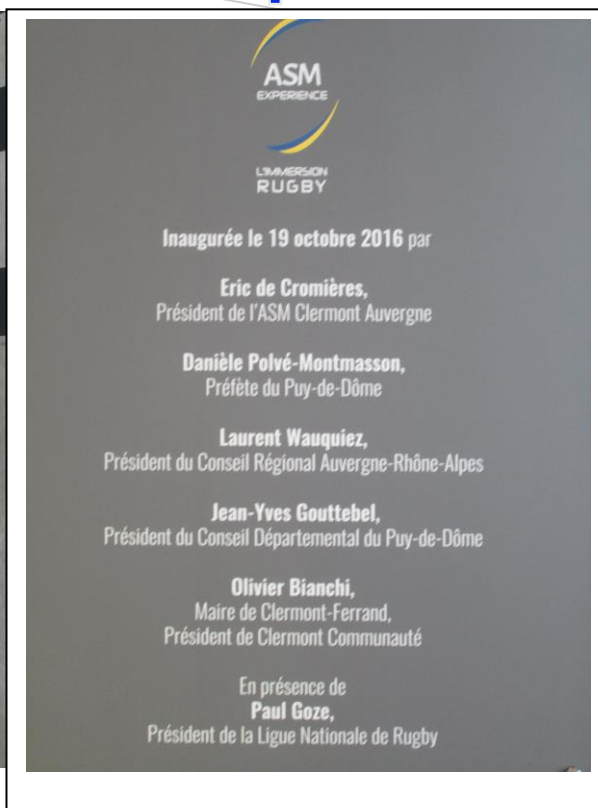 ASM
EXPERIENCE
L'IMMERSION
RUGBY
Inaugurée le 19 octobre 2016 par
Eric de Cromières,
Président de l'ASM Clermont Auvergne
Danièle Polvé-Montmasson,
Préfète du Puy-de-Dôme
Laurent Wauquiez,
Président du Conseil Régional Auvergne-Rhône-Alpes
Jean-Yves Gouttebel,
Président du Conseil Départemental du Puy-de-Dôme
Olivier Bianchi,
Maire de Clermont-Ferrand,
Président de Clermont Communauté
En présence de
Paul Goze,
Président de la Ligue Nationale de Rugby